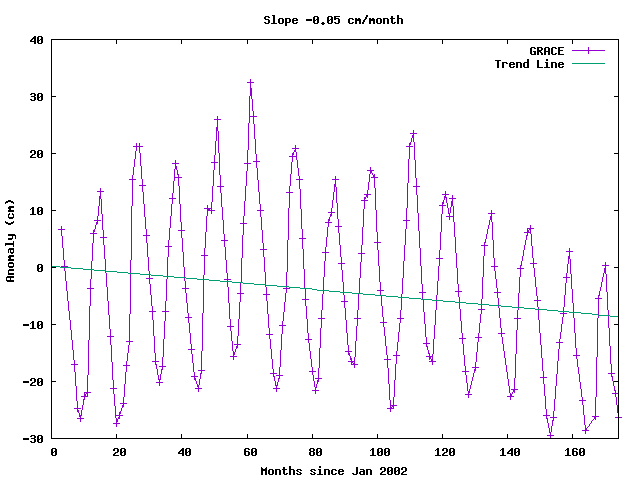 Slope -0.05 cm/month
GRACE
Trend Line
40
30
20
10
0
-10
-20
-30
Anomaly (cm)
0 20 40 60 80 100 120 140 160
Months since Jan 2002